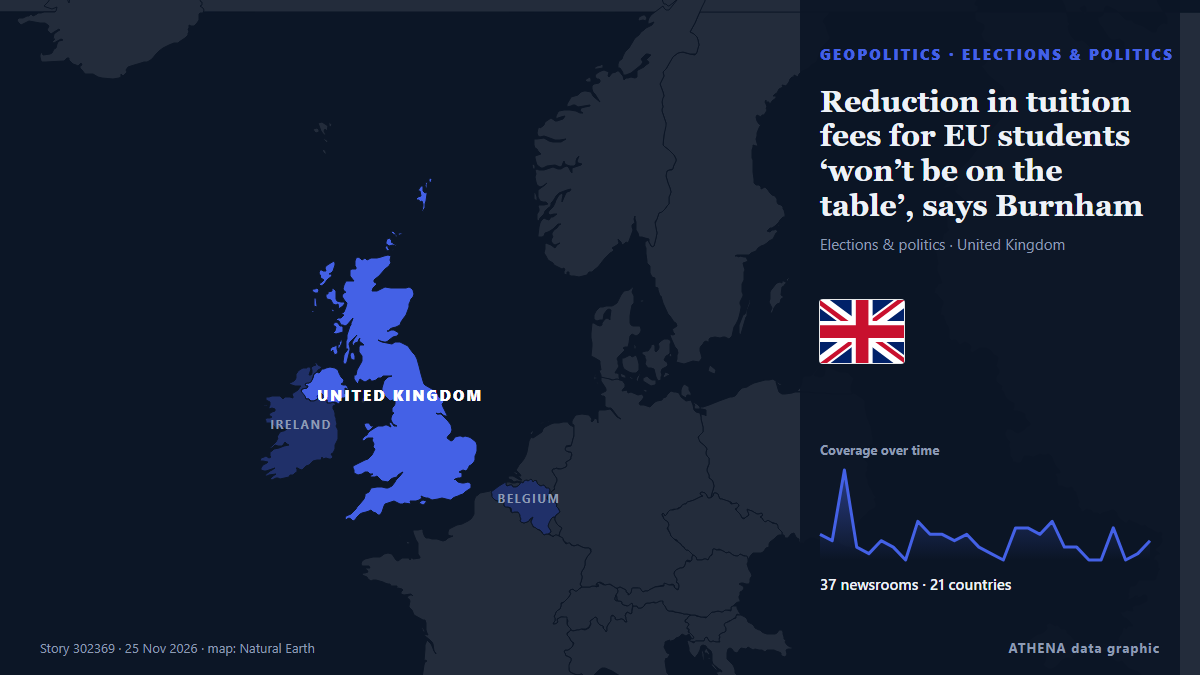 GEOPOLITICS · ELECTIONS & POLITICS
Reduction in tuition
fees for EU students
‘won’t be on the
table’, says Burnham
Elections & politics · United Kingdom
UNITED KINGDOM
IRELAND
BELGIUM
Coverage over time
37 newsrooms · 21 countries
Story 302369 · 25 Nov 2026 · map: Natural Earth
ATHENA data graphic